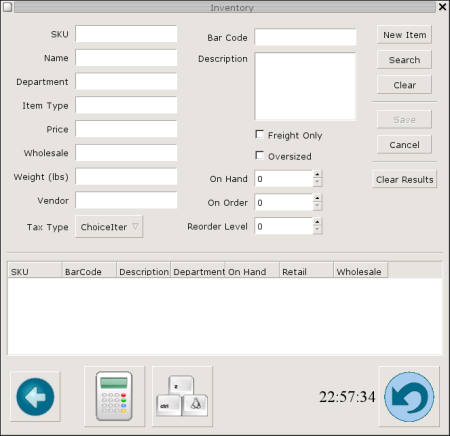 Inventory
SKU
Bar Code
New Item
Name
Description
Search
Department
Clear
Item Type
Price
Save
Freight Only
Wholesale
Cancel
Oversized
Weight (lbs)
On Hand 0
Clear Results
Vendor
On Order 0
Tax Type ChoiceIter
Reorder Level 0
SKU BarCode Description Department On Hand Retail Wholesale
z
ctrl
22:57:34